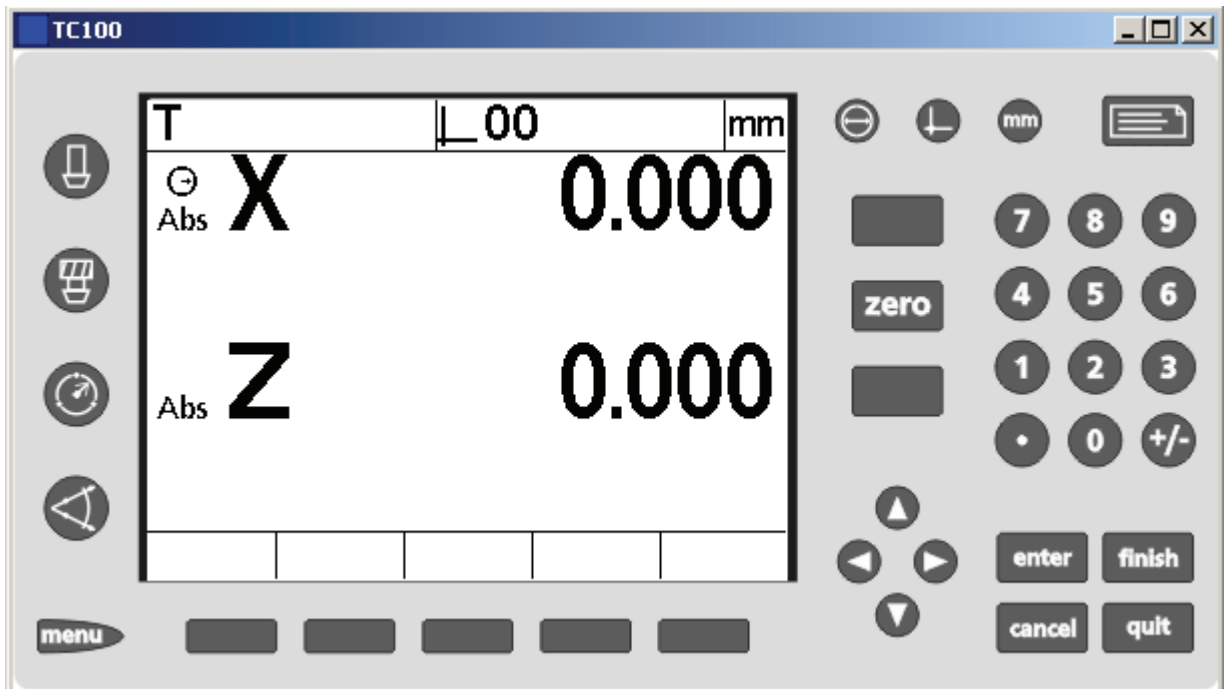 TC100
T 00 mm
Abs X 0.000
Abs Z 0.000
mm
7 8 9
zero
4 5 6
1 2 3
. 0 +/-
enter finish
cancel quit
menu